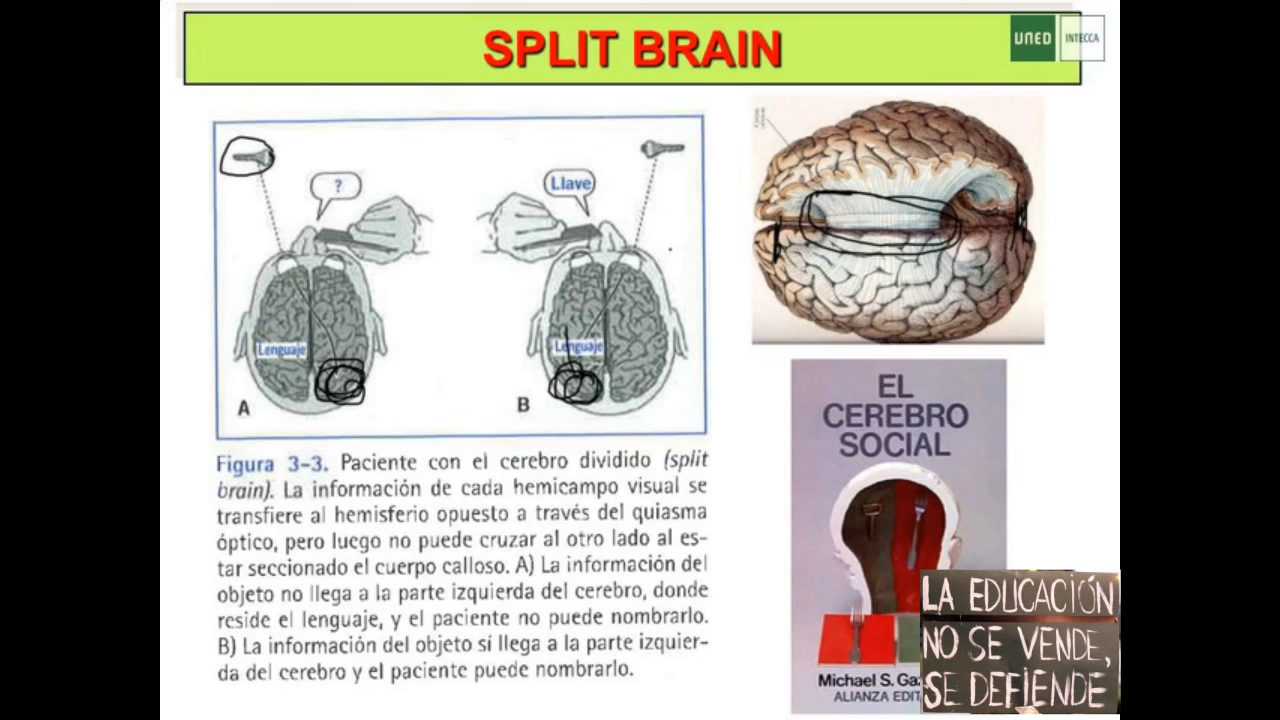 SPLIT BRAIN
UNED
INTECCA
?
Llave
Lenguaje
Lenguaje
A
B
Figura 3-3. Paciente con el cerebro dividido (split
brain). La información de cada hemicampo visual se
transfiere al hemisferio opuesto a través del quiasma
óptico, pero luego no puede cruzar al otro lado al es-
tar seccionado el cuerpo calloso. A) La información del
objeto no llega a la parte izquierda del cerebro, donde
reside el lenguaje, y el paciente no puede nombrarlo.
B) La información del objeto sí llega a la parte izquier-
da del cerebro y el paciente puede nombrarlo.
EL
CEREBRO
SOCIAL
Michael S. Ga
ALIANZA EDIT
LA EDUCACIÓN
NO SE VENDE,
SE DEFIENDE